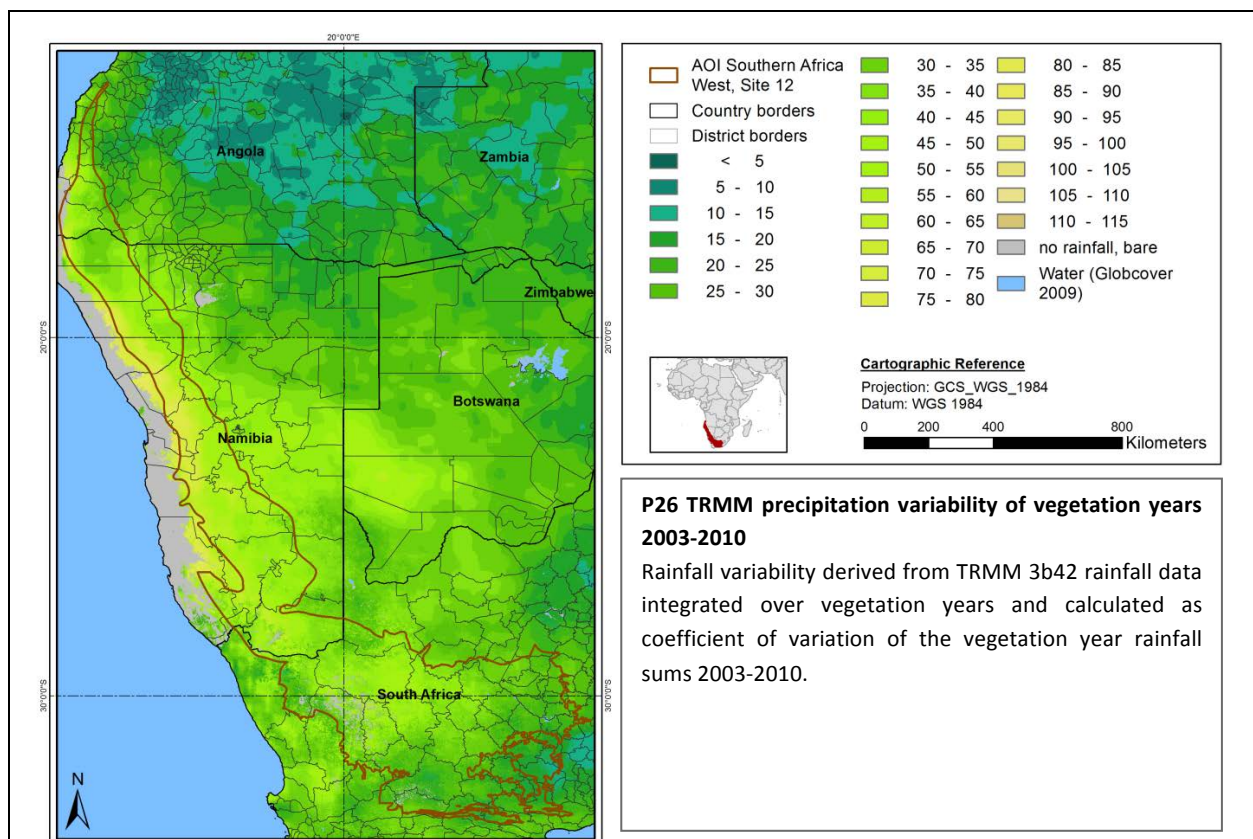 20°0'0"E
20°0'0"S
30°0'0"S
20°0'0"S
30°0'0"S
Angola
Zambia
Zimbabwe
Botswana
Namibia
South Africa
N
AOI Southern Africa
West, Site 12
Country borders
District borders
< 5
5 - 10
10 - 15
15 - 20
20 - 25
25 - 30
30 - 35
35 - 40
40 - 45
45 - 50
50 - 55
55 - 60
60 - 65
65 - 70
70 - 75
75 - 80
80 - 85
85 - 90
90 - 95
95 - 100
100 - 105
105 - 110
110 - 115
no rainfall, bare
Water (Globcover
2009)
Cartographic Reference
Projection: GCS_WGS_1984
Datum: WGS 1984
0 200 400 800
Kilometers
P26 TRMM precipitation variability of vegetation years
2003-2010
Rainfall variability derived from TRMM 3b42 rainfall data
integrated over vegetation years and calculated as
coefficient of variation of the vegetation year rainfall
sums 2003-2010.